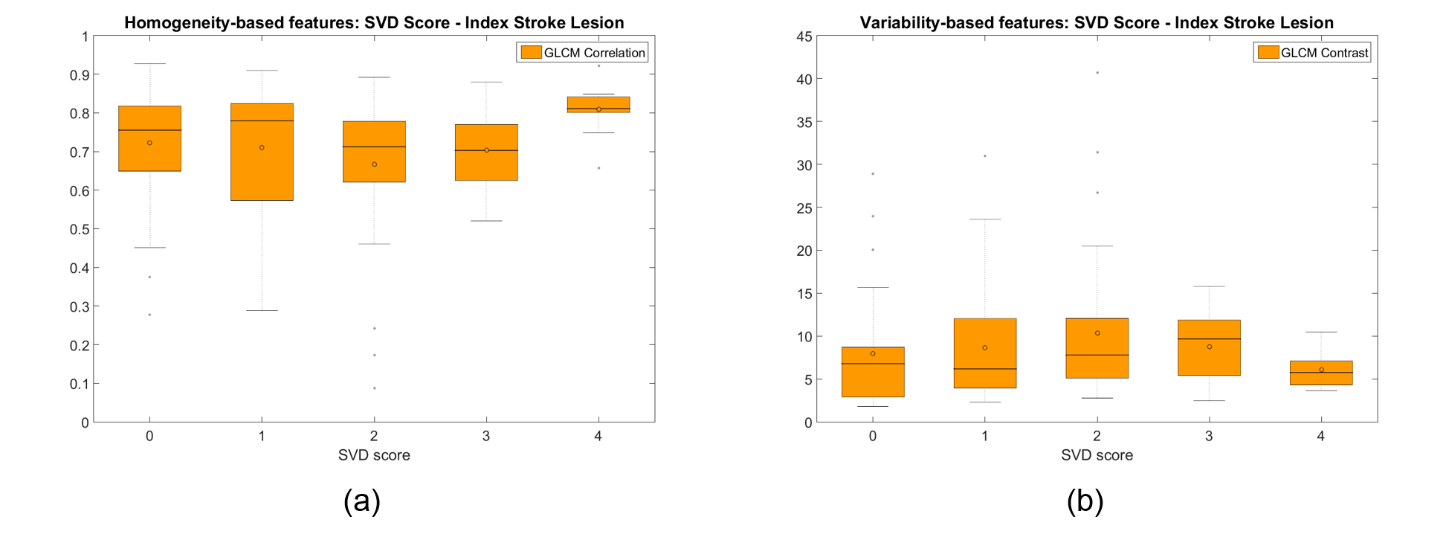 Homogeneity-based features: SVD Score - Index Stroke Lesion
GLCM Correlation
1
0.9
0.8
0.7
0.6
0.5
0.4
0.3
0.2
0.1
0
0 1 2 3 4
SVD score
(a)
Variability-based features: SVD Score - Index Stroke Lesion
GLCM Contrast
45
40
35
30
25
20
15
10
5
0
0 1 2 3 4
SVD score
(b)